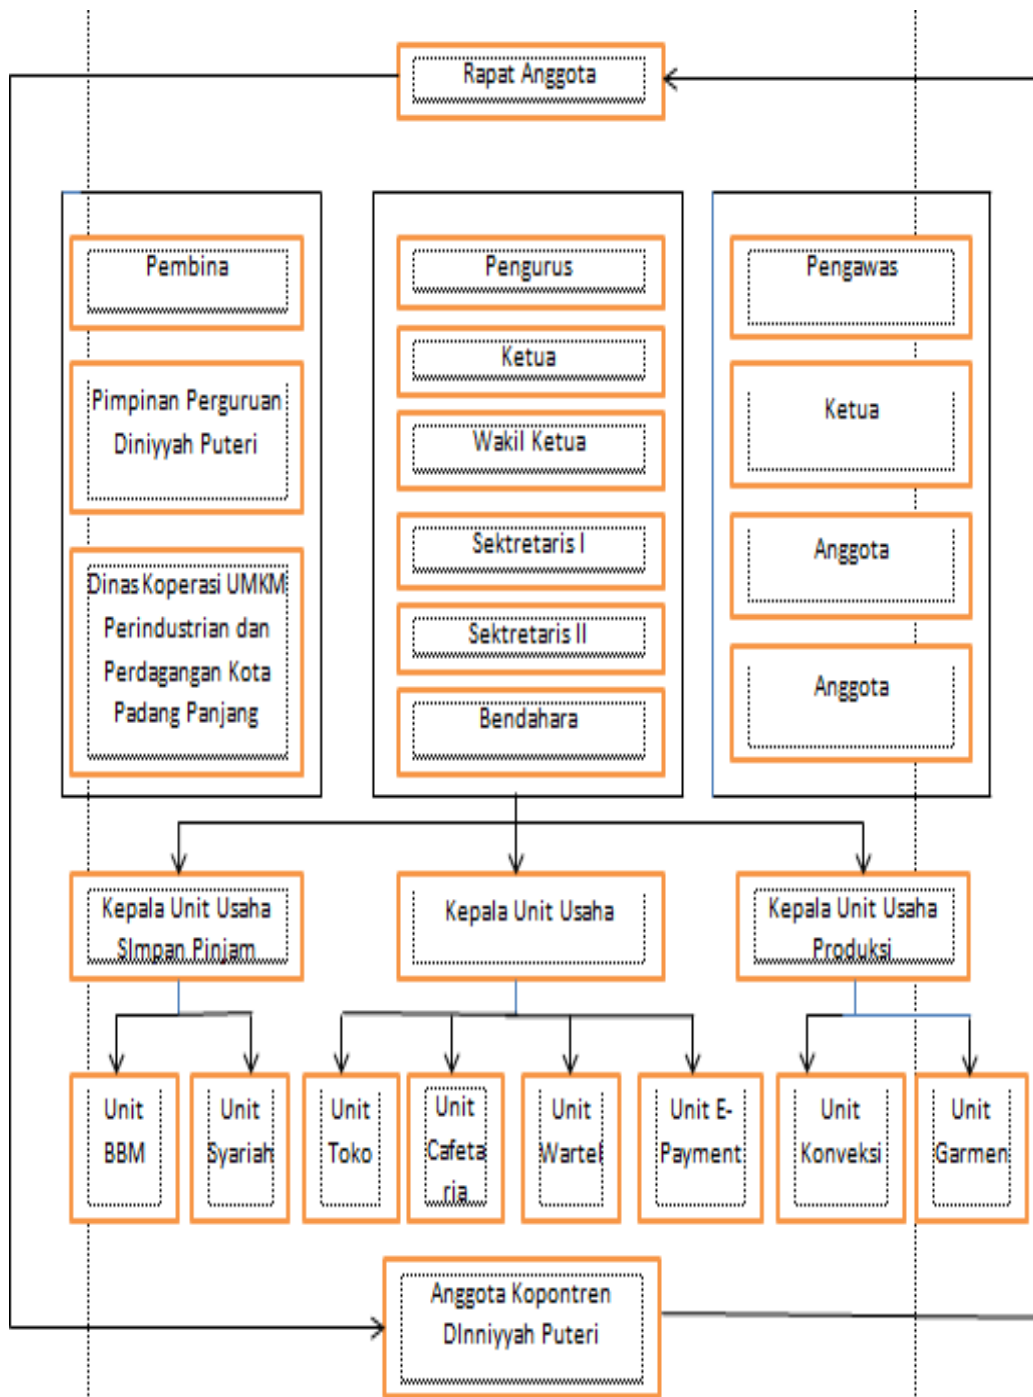 Rapat Anggota
Pembina
Pimpinan Perguruan
Diniyyah Puteri
Dinas Koperasi UMKM
Perindustrian dan
Perdagangan Kota
Padang Panjang
Pengurus
Ketua
Wakil Ketua
Sektretaris I
Sektretaris II
Bendahara
Pengawas
Ketua
Anggota
Anggota
Kepala Unit Usaha
SImpan Pinjam
Kepala Unit Usaha
Kepala Unit Usaha
Produksi
Unit
BBM
Unit
Syariah
Unit
Toko
Unit
Cafeta
ria
Unit
Wartel
Unit E-
Payment
Unit
Konveksi
Unit
Garmen
Anggota Kopontren
DInniyyah Puteri